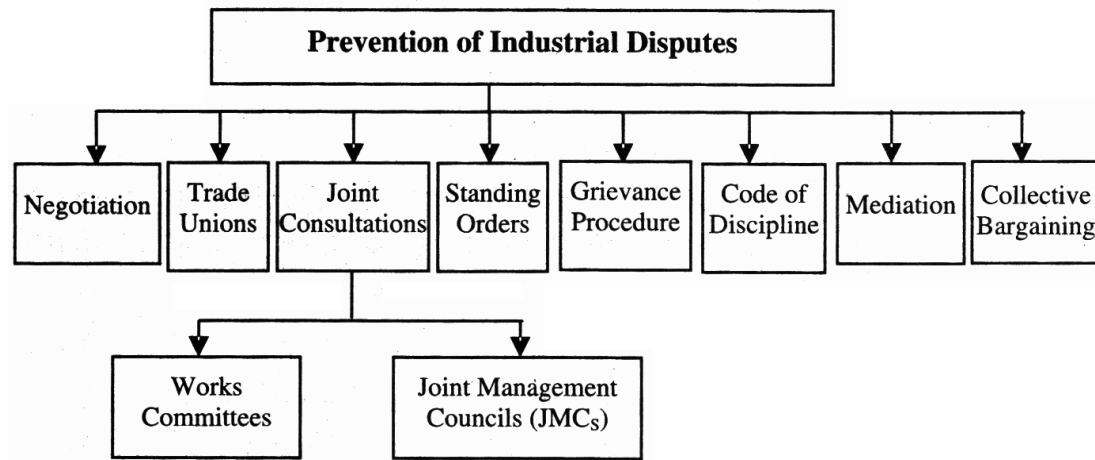 Prevention of Industrial Disputes
Negotiation
Trade
Unions
Joint
Consultations
Standing
Orders
Grievance
Procedure
Code of
Discipline
Mediation
Collective
Bargaining
Works
Committees
Joint Management
Councils (JMCs)